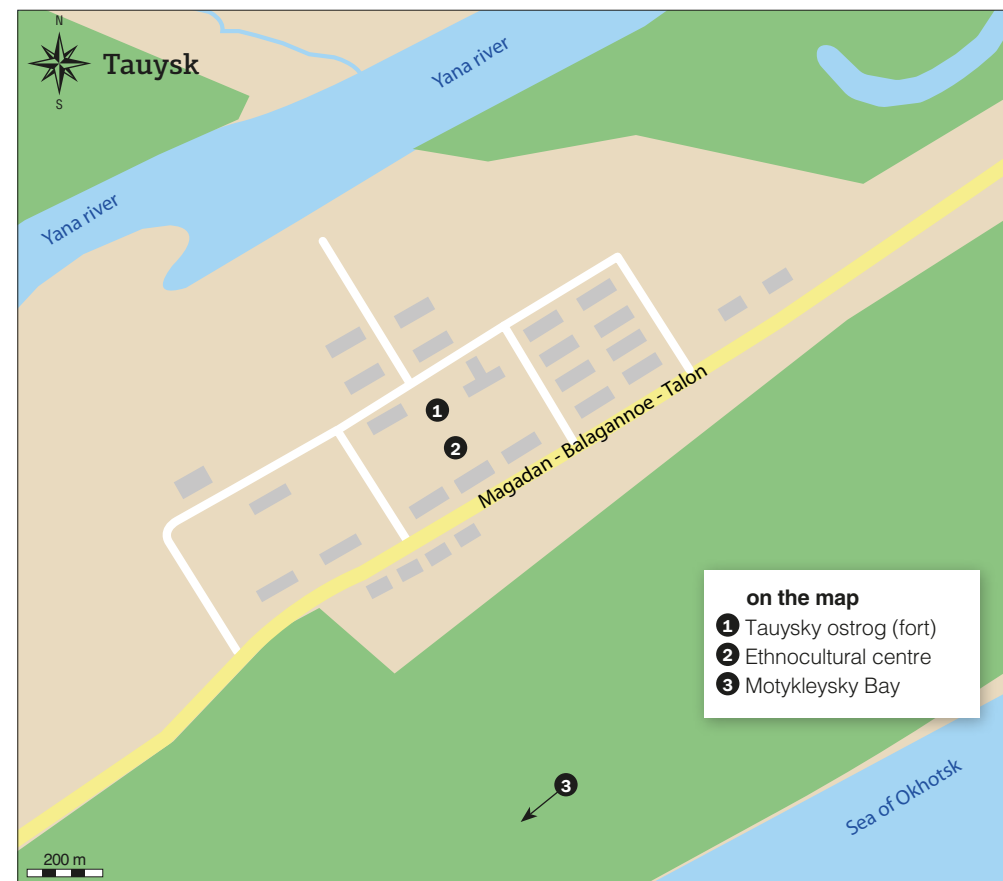 N
S
Tauysk
Yana river
Yana river
1
2
Magadan - Balagannoe - Talon
on the map
1 Tauysky ostrog (fort)
2 Ethnocultural centre
3 Motykleysky Bay
3
Sea of Okhotsk
200 m